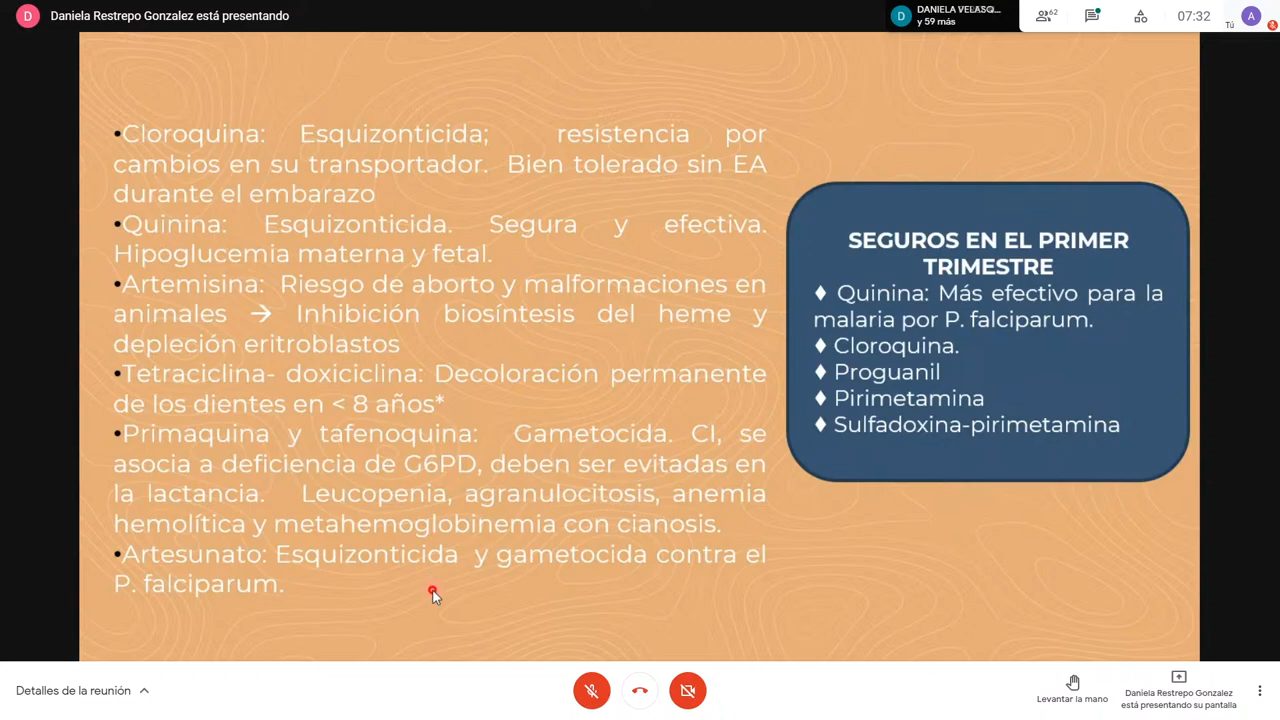 D Daniela Restrepo Gonzalez está presentando
D DANIELA VELASQ...
y 59 más
62
07:32
A
Tú
•Cloroquina: Esquizonticida; resistencia por
cambios en su transportador. Bien tolerado sin EA
durante el embarazo
•Quinina: Esquizonticida. Segura y efectiva.
Hipoglucemia materna y fetal.
•Artemisina: Riesgo de aborto y malformaciones en
animales → Inhibición biosíntesis del heme y
depleción eritroblastos
•Tetraciclina- doxiciclina: Decoloración permanente
de los dientes en < 8 años*
•Primaquina y tafenoquina: Gametocida. CI, se
asocia a deficiencia de G6PD, deben ser evitadas en
la lactancia. Leucopenia, agranulocitosis, anemia
hemolítica y metahemoglobinemia con cianosis.
•Artesunato: Esquizonticida y gametocida contra el
P. falciparum.
SEGUROS EN EL PRIMER
TRIMESTRE
♦ Quinina: Más efectivo para la
malaria por P. falciparum.
♦ Cloroquina.
♦ Proguanil
♦ Pirimetamina
♦ Sulfadoxina-pirimetamina
Detalles de la reunión
Levantar la mano
Daniela Restrepo Gonzalez
está presentando su pantalla